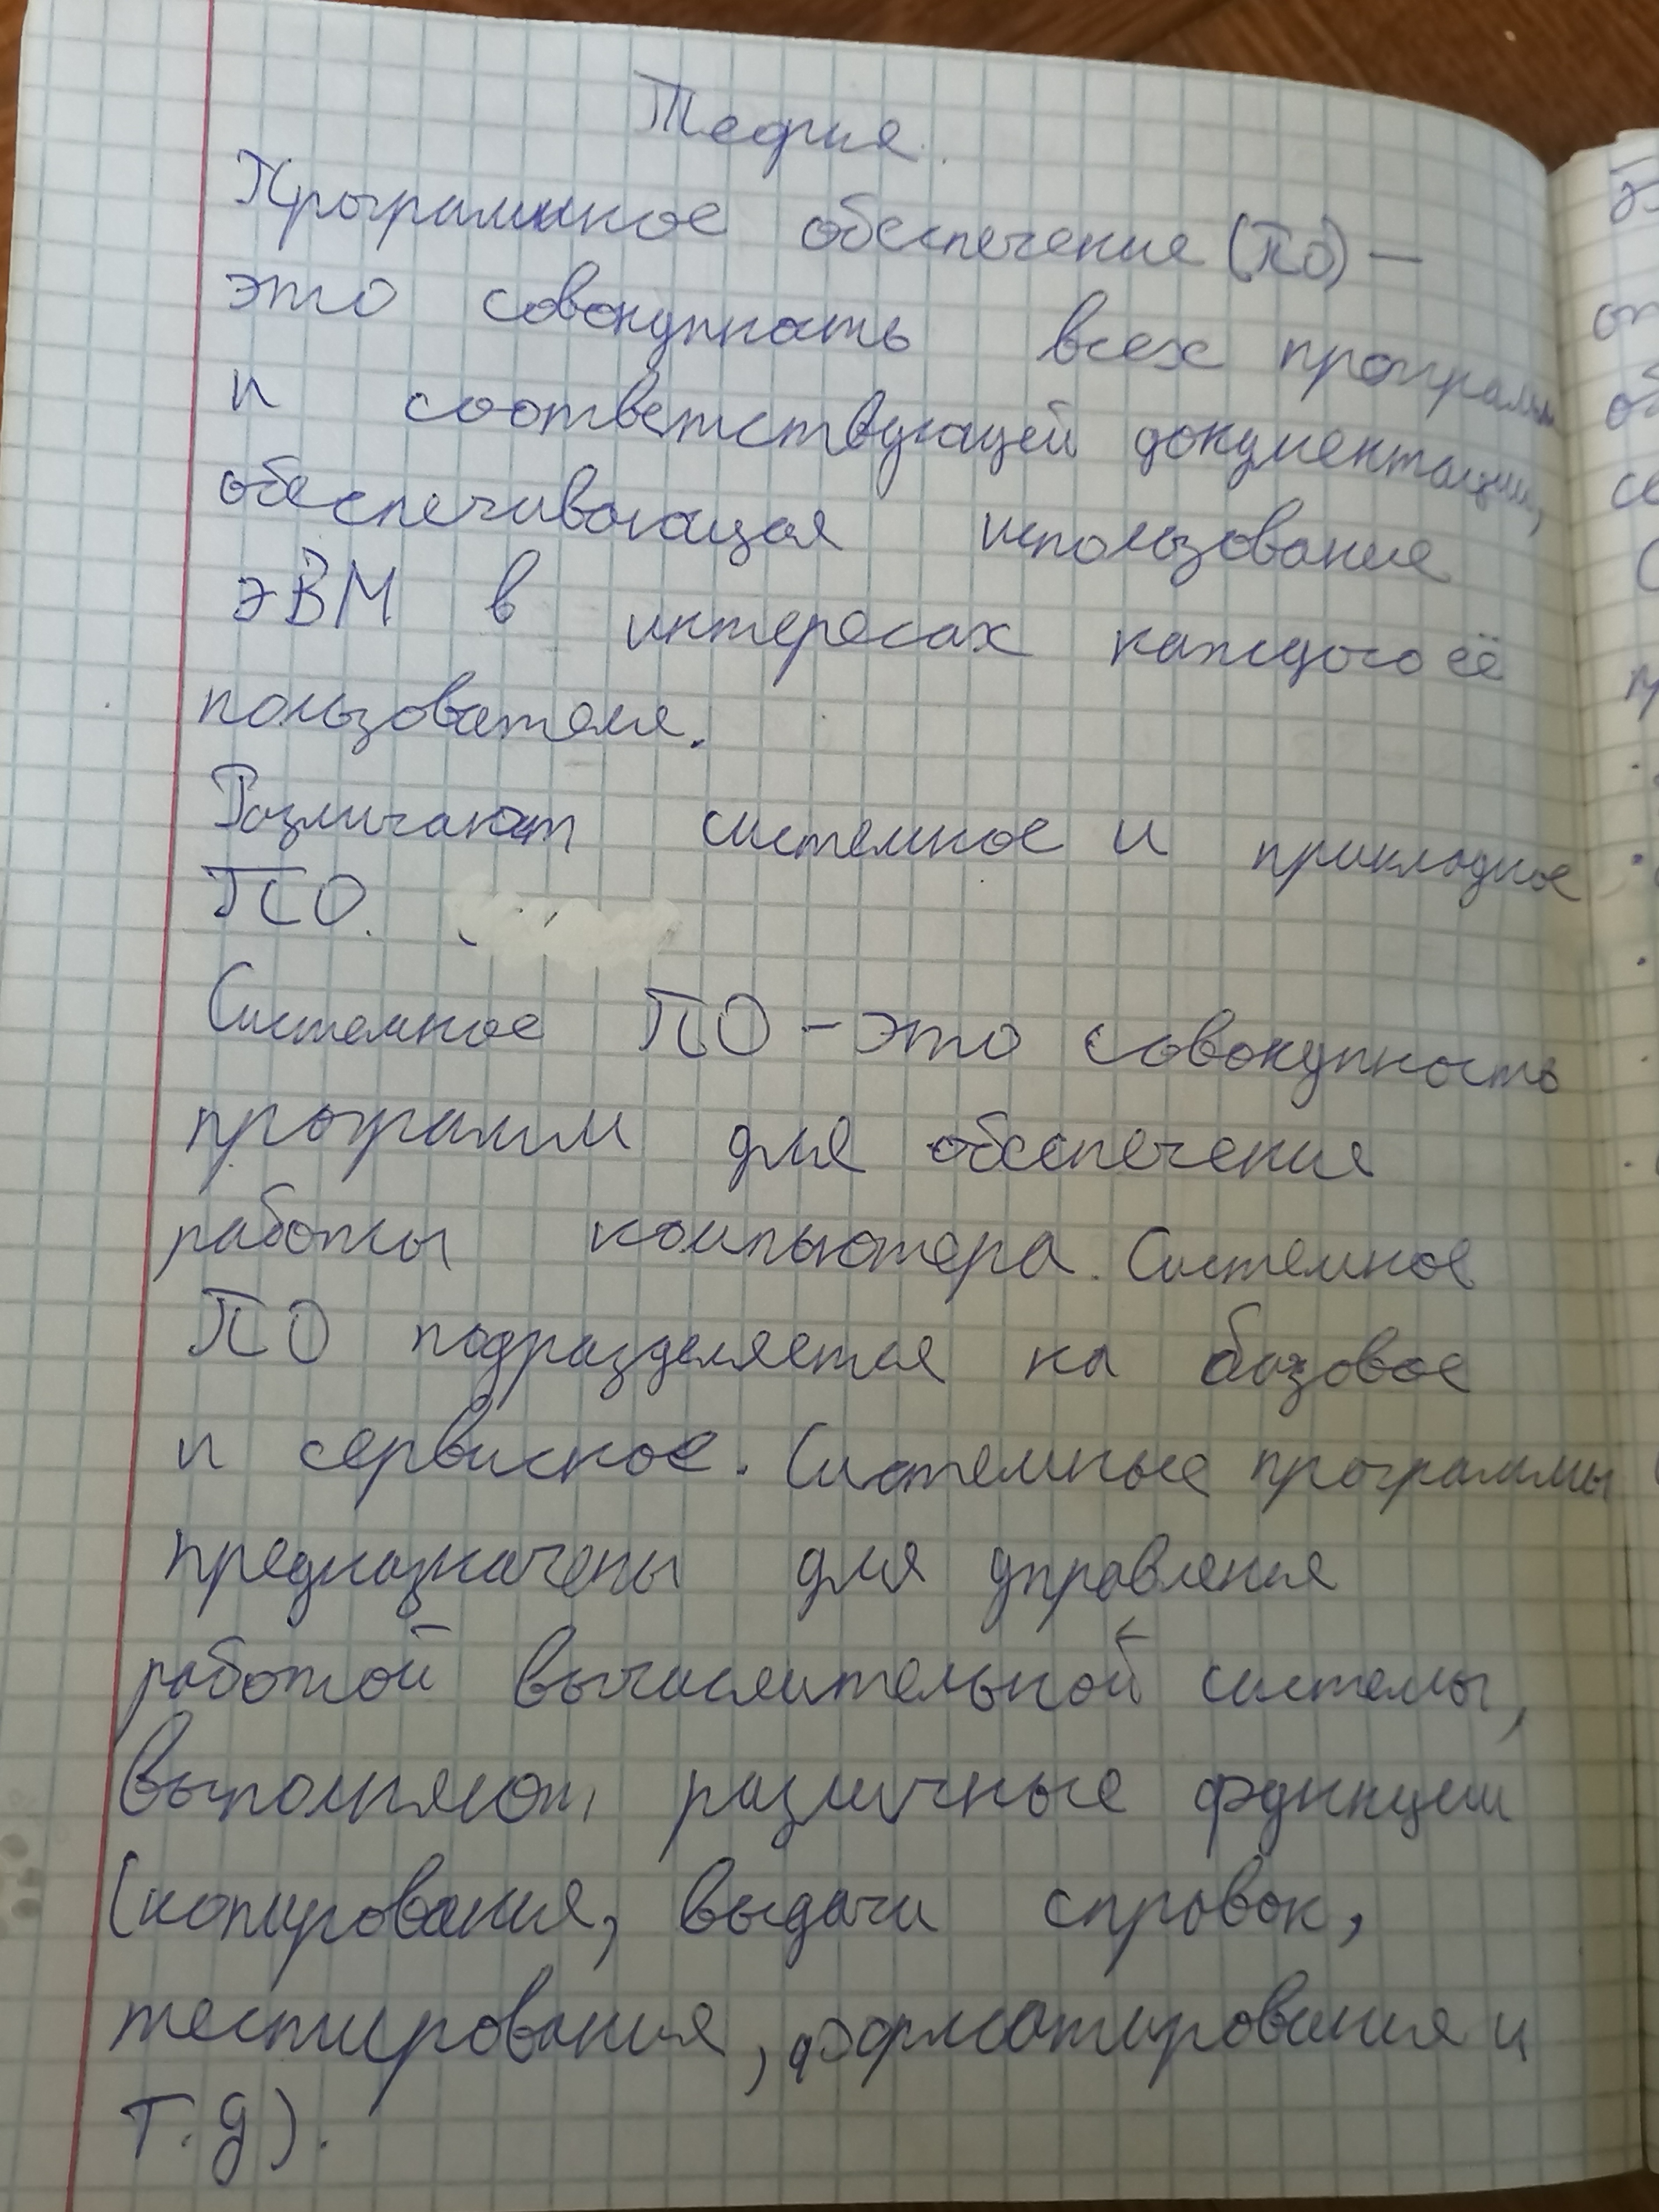 Теория.
Программное обеспечение (ПО) —
это совокупность всех программ
и соответствующей документации,
обеспечивающая использование
ЭВМ в интересах каждого её
пользователя.
Различают системное и прикладное
ПО.
Системное ПО – это совокупность
программ для обеспечения
работы компьютера. Системное
ПО подразделяется на базовое
и сервисное. Системные программы
предназначены для управления
работой вычислительной системы,
выполняют различные функции
(копирования, выдачи справок,
тестирования, форматирования и
т.д).